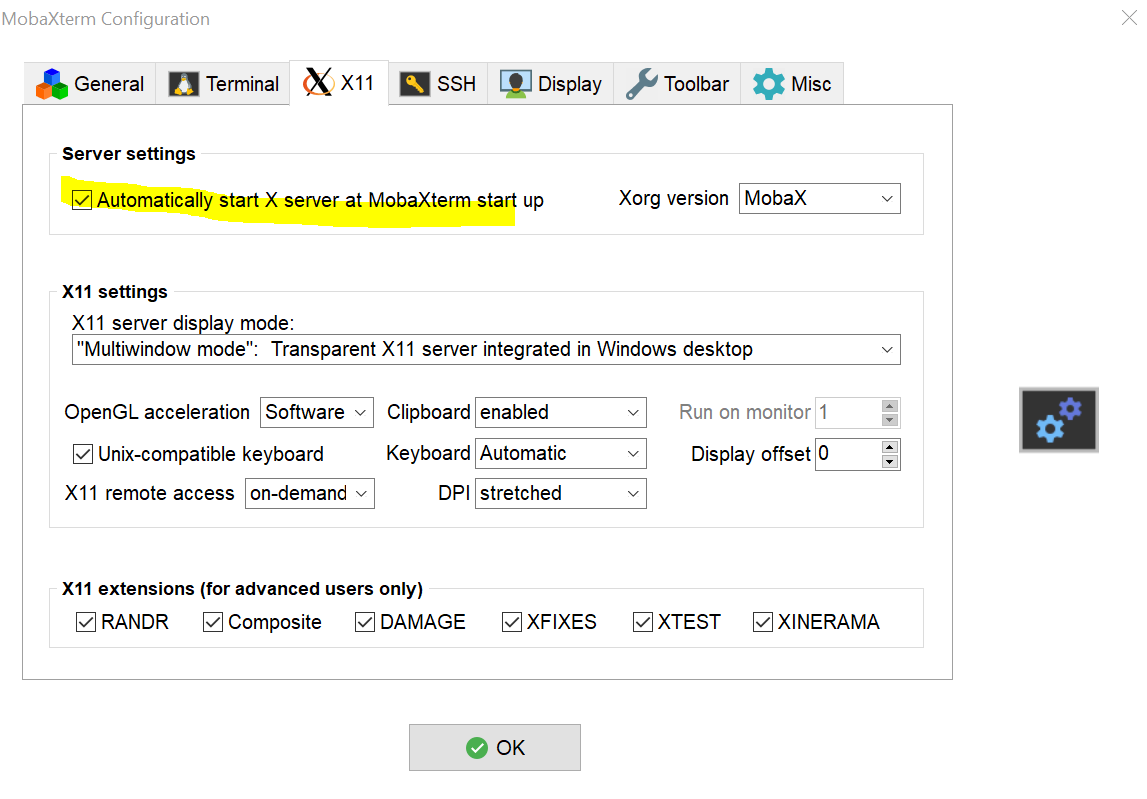 MobaXterm Configuration
General Terminal X11 SSH Display Toolbar Misc
Server settings
Automatically start X server at MobaXterm start up Xorg version MobaX
X11 settings
X11 server display mode:
"Multiwindow mode": Transparent X11 server integrated in Windows desktop
OpenGL acceleration Software Clipboard enabled Run on monitor 1
Unix-compatible keyboard Keyboard Automatic Display offset 0
X11 remote access on-demand DPI stretched
X11 extensions (for advanced users only)
RANDR Composite DAMAGE XFIXES XTEST XINERAMA
OK